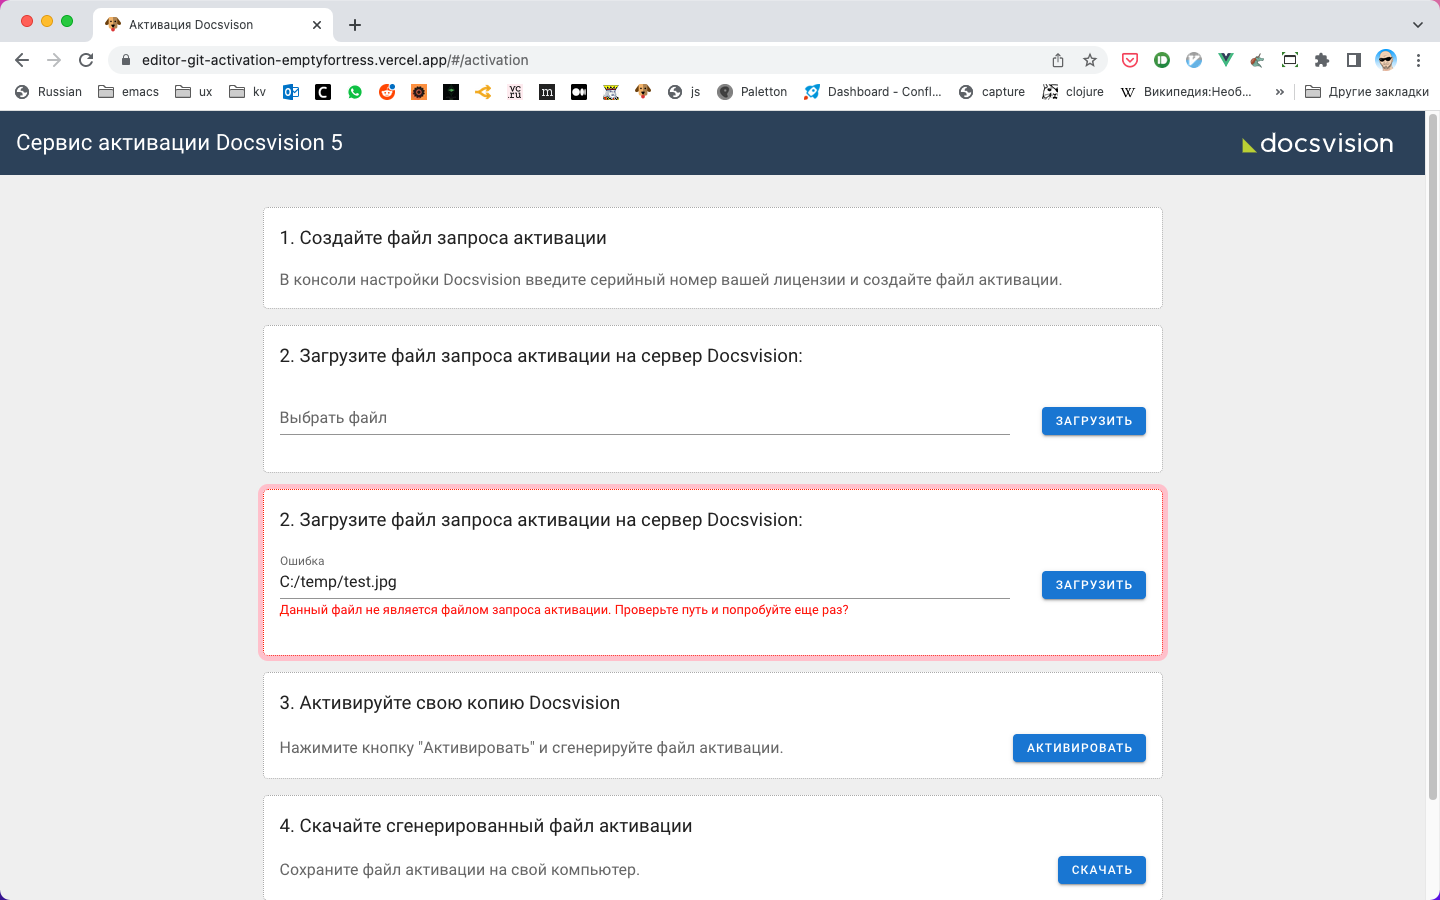 Активация Docsvison
editor-git-activation-emptyfortress.vercel.app/#/activation
Russian
emacs
ux
kv
js
Paletton
Dashboard - Confl...
capture
clojure
Википедия:Необ...
»
Другие закладки
Сервис активации Docsvision 5
docsvision
1. Создайте файл запроса активации
В консоли настройки Docsvision введите серийный номер вашей лицензии и создайте файл активации.
2. Загрузите файл запроса активации на сервер Docsvision:
Выбрать файл
ЗАГРУЗИТЬ
2. Загрузите файл запроса активации на сервер Docsvision:
Ошибка
C:/temp/test.jpg
ЗАГРУЗИТЬ
Данный файл не является файлом запроса активации. Проверьте путь и попробуйте еще раз?
3. Активируйте свою копию Docsvision
Нажимите кнопку "Активировать" и сгенерируйте файл активации.
АКТИВИРОВАТЬ
4. Скачайте сгенерированный файл активации
Сохраните файл активации на свой компьютер.
СКАЧАТЬ